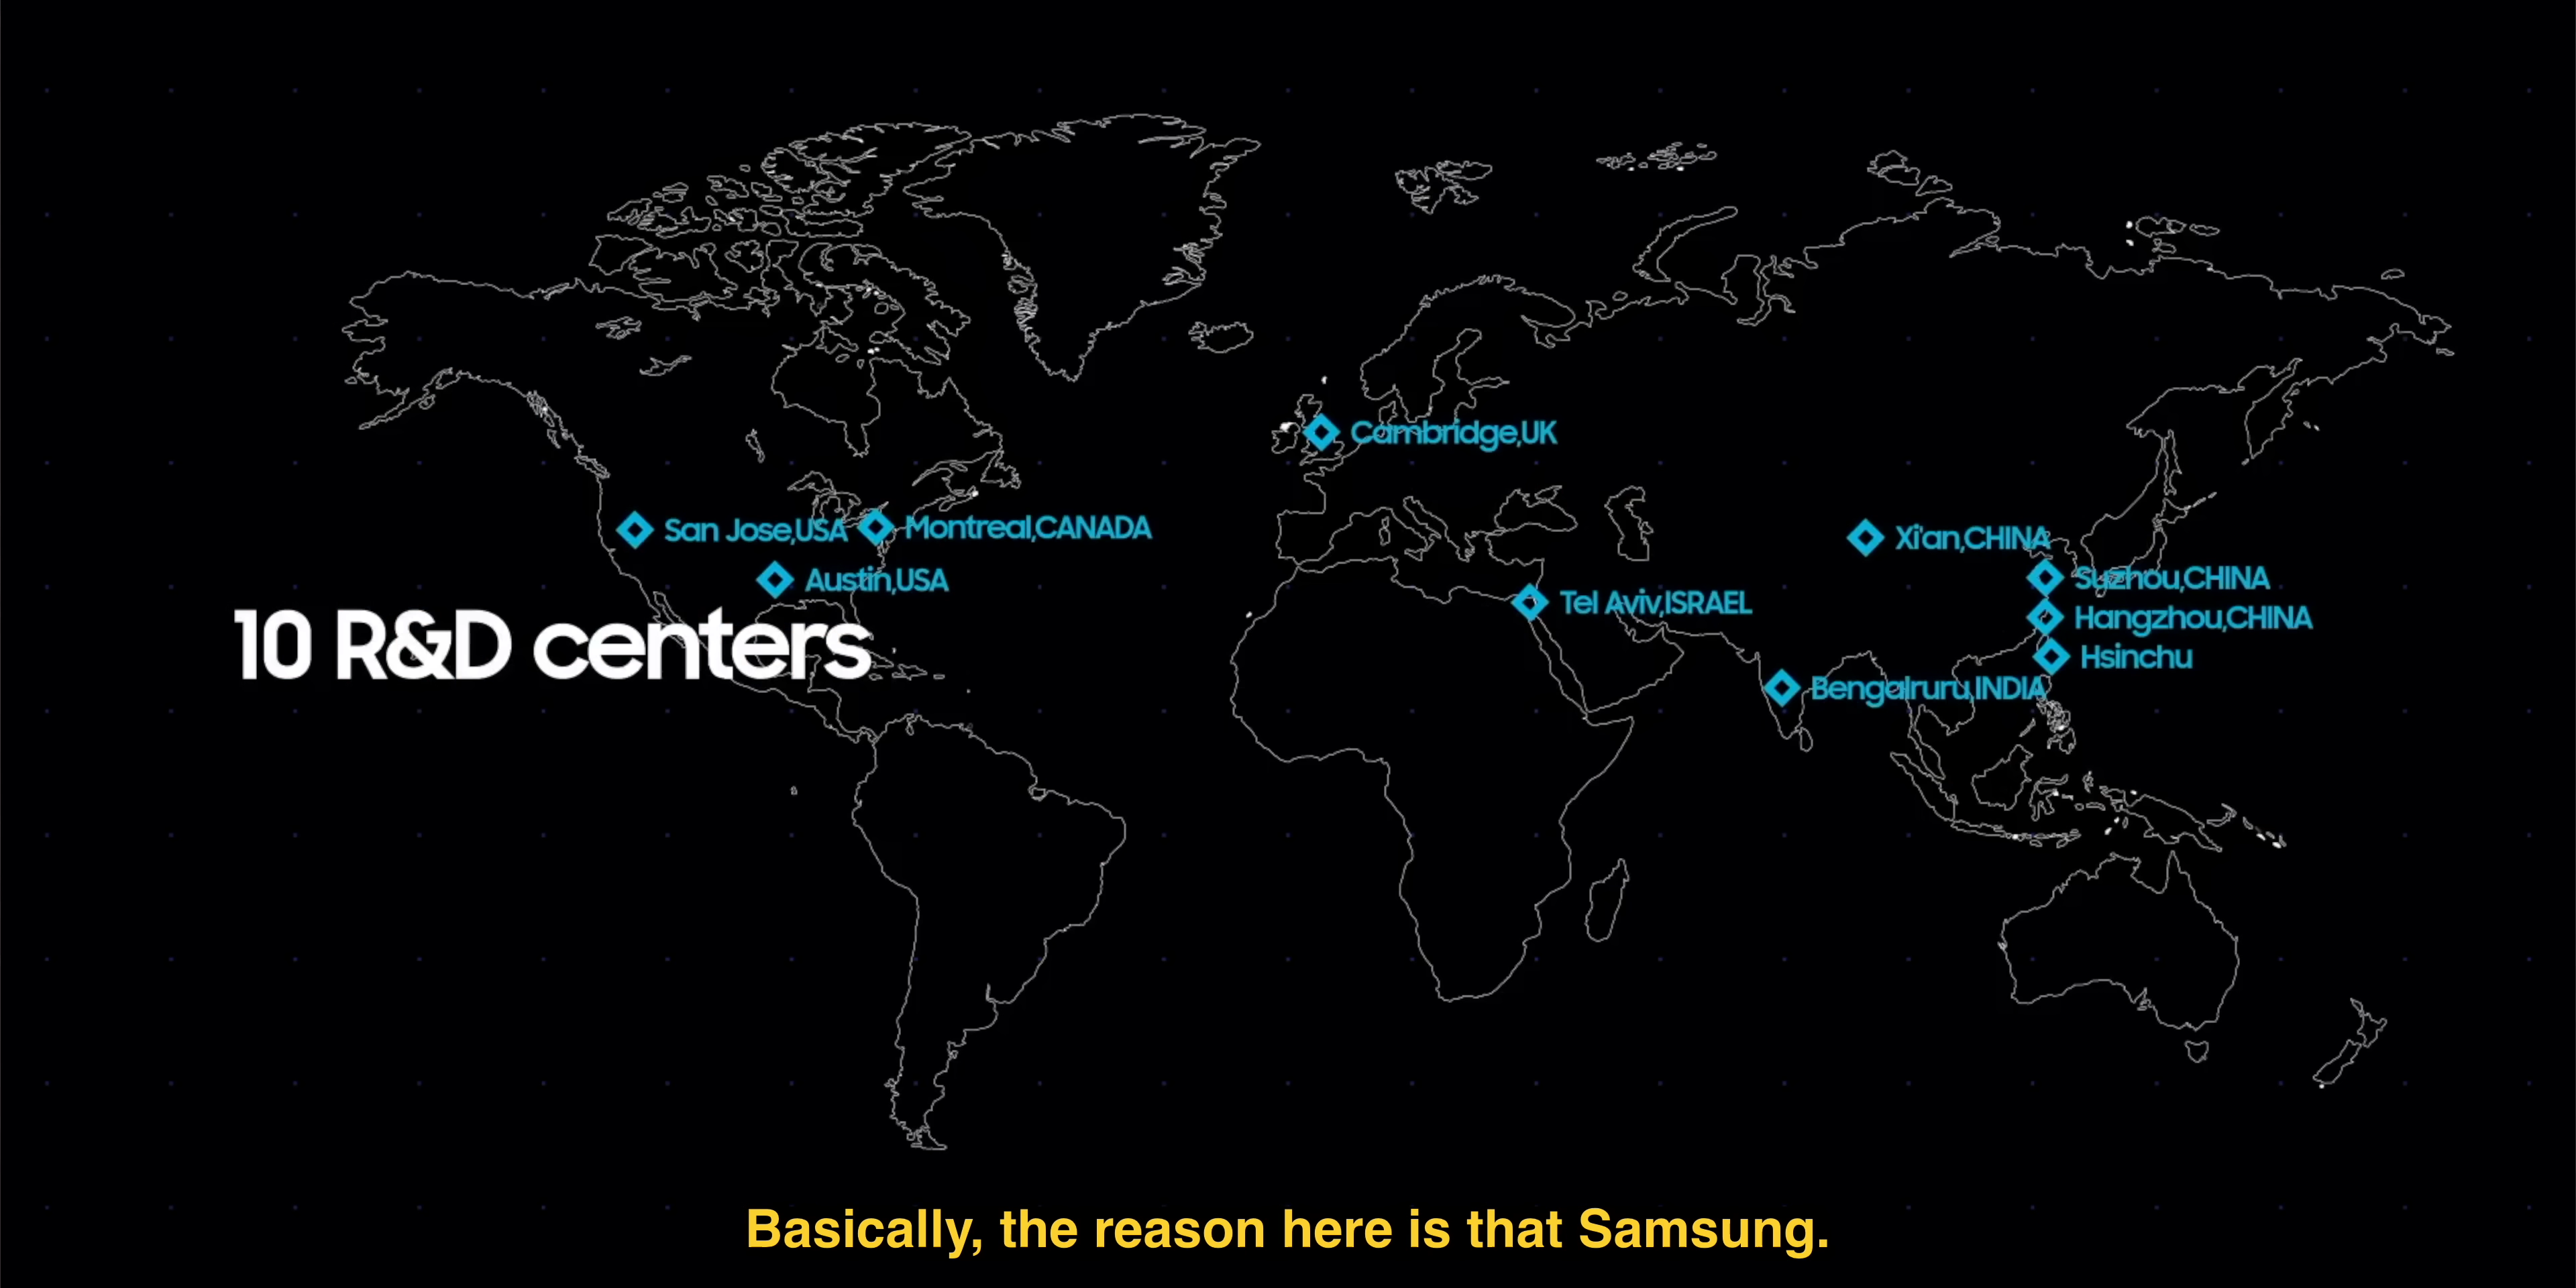 Cambridge,UK
San Jose,USA
Montreal,CANADA
Xi'an,CHINA
Austin,USA
Suzhou,CHINA
Tel Aviv,ISRAEL
Hangzhou,CHINA
10 R&D centers
Hsinchu
Bengalruru,INDIA
Basically, the reason here is that Samsung.